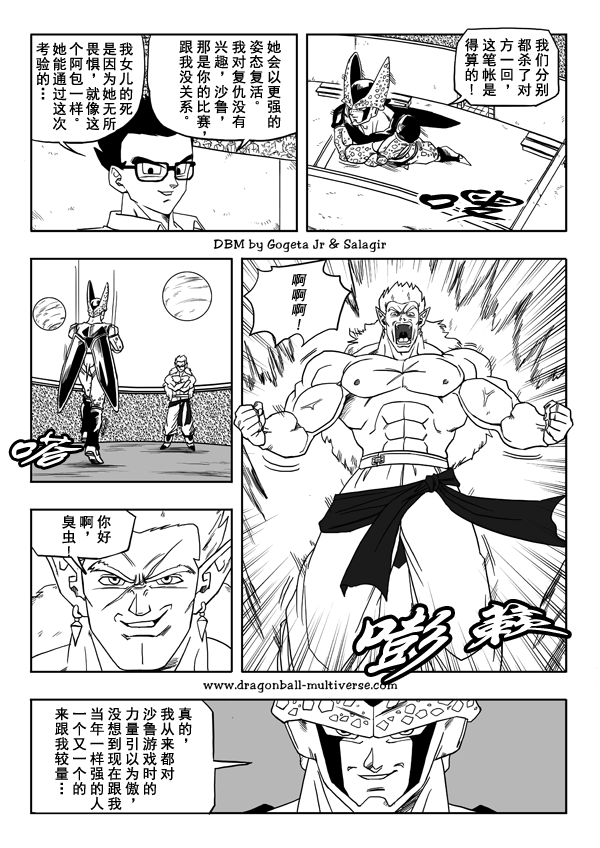 我们分别
都杀了对
方一回，
这笔帐是
得算的！
她会以更强的
姿态复活。
我对复仇没有
兴趣，沙鲁，
那是你的比赛，
跟我没关系。
我女儿的死
是因为她无所
畏惧，就像这
个阿包一样。
她能通过这次
考验的…
DBM by Gogeta Jr & Salagir
啊啊啊！
嗒
你好
啊，
臭虫！
www.dragonball-multiverse.com
真的，
我从来都对
沙鲁游戏时的
力量引以为傲，
没想到现在跟我
当年一样强的人
一个又一个的
来跟我较量…